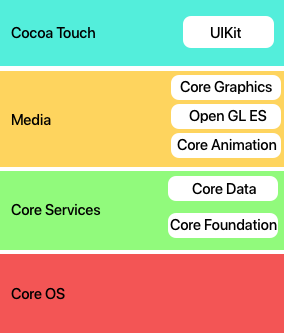 Cocoa Touch
UIKit
Media
Core Graphics
Open GL ES
Core Animation
Core Services
Core Data
Core Foundation
Core OS